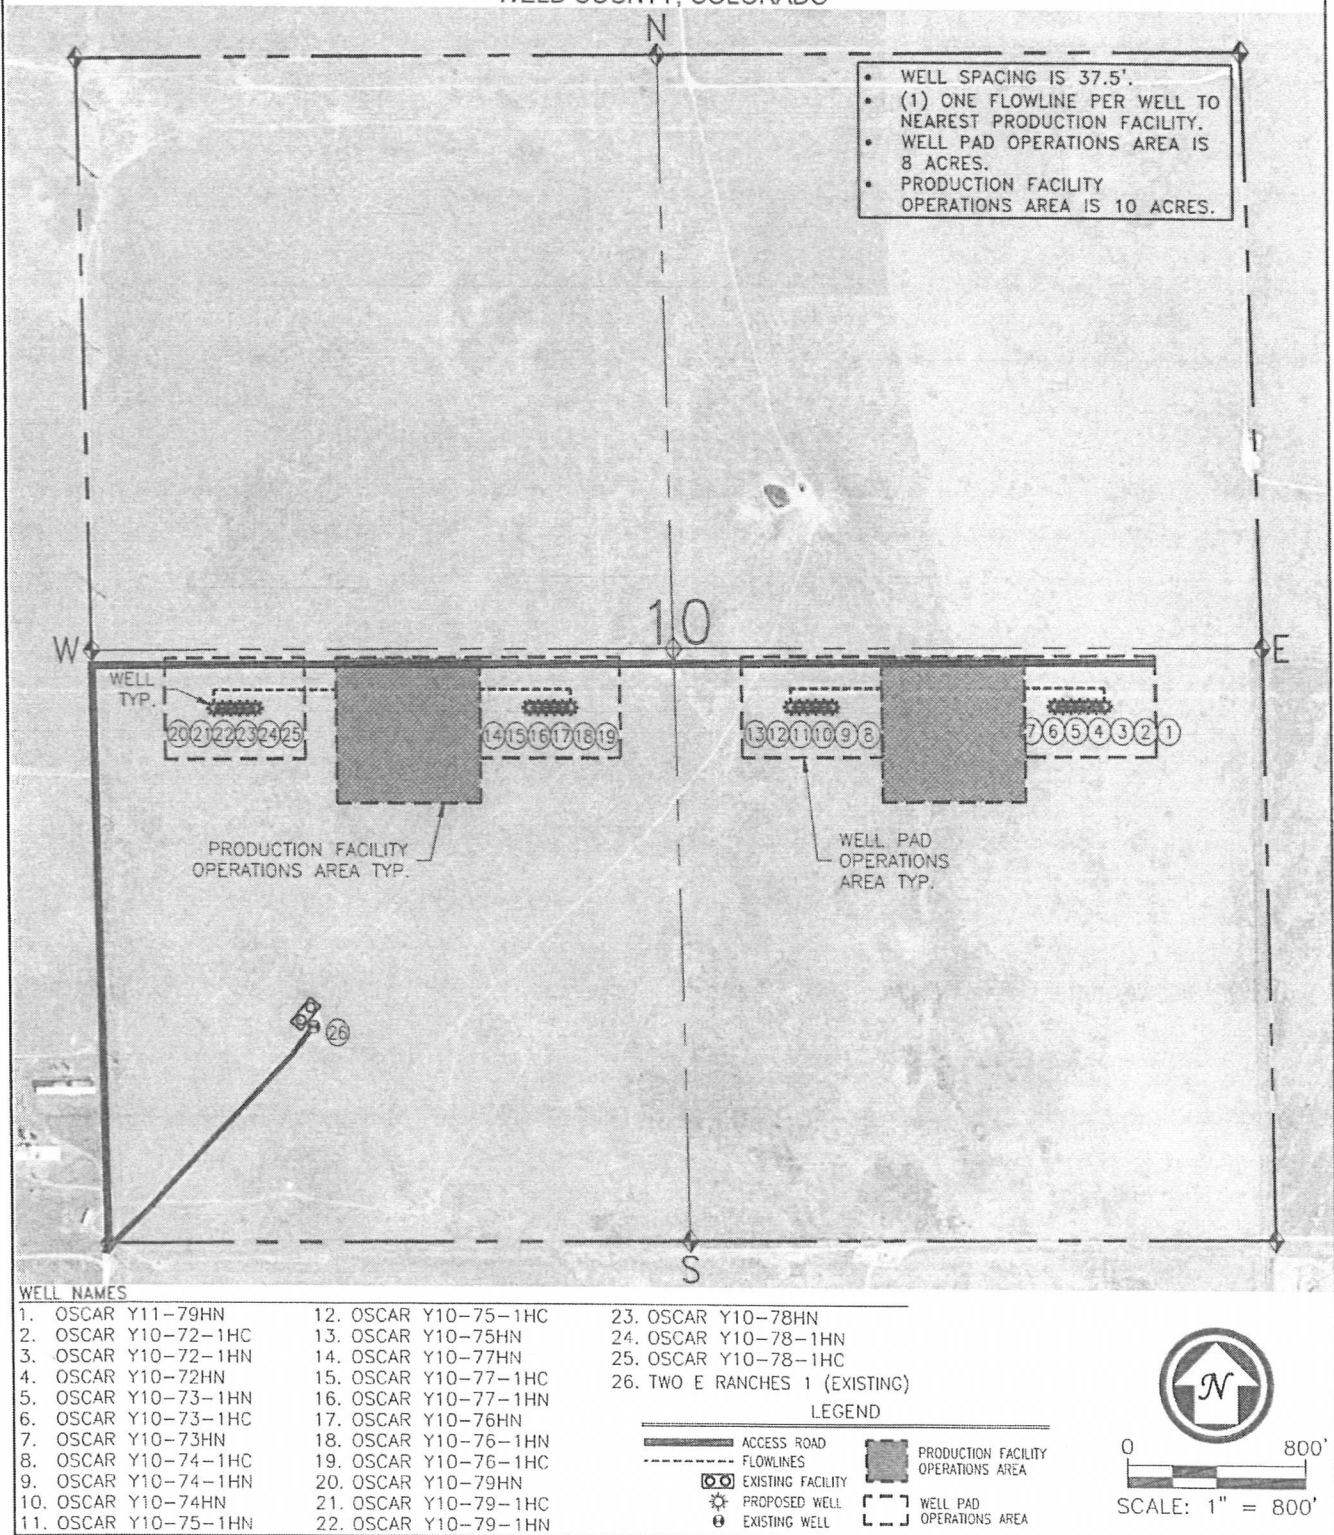 WELD COUNTY, COLORADO
N
• WELL SPACING IS 37.5'.
• (1) ONE FLOWLINE PER WELL TO
NEAREST PRODUCTION FACILITY.
• WELL PAD OPERATIONS AREA IS
8 ACRES.
• PRODUCTION FACILITY
OPERATIONS AREA IS 10 ACRES.
10
W
E
WELL
TYP.
20 21 22 23 24 25
14 15 16 17 18 19
13 12 11 10 9 8
7 6 5 4 3 2 1
PRODUCTION FACILITY
OPERATIONS AREA TYP.
WELL PAD
OPERATIONS
AREA TYP.
26
S
WELL NAMES
1. OSCAR Y11-79HN
2. OSCAR Y10-72-1HC
3. OSCAR Y10-72-1HN
4. OSCAR Y10-72HN
5. OSCAR Y10-73-1HN
6. OSCAR Y10-73-1HC
7. OSCAR Y10-73HN
8. OSCAR Y10-74-1HC
9. OSCAR Y10-74-1HN
10. OSCAR Y10-74HN
11. OSCAR Y10-75-1HN
12. OSCAR Y10-75-1HC
13. OSCAR Y10-75HN
14. OSCAR Y10-77HN
15. OSCAR Y10-77-1HC
16. OSCAR Y10-77-1HN
17. OSCAR Y10-76HN
18. OSCAR Y10-76-1HN
19. OSCAR Y10-76-1HC
20. OSCAR Y10-79HN
21. OSCAR Y10-79-1HC
22. OSCAR Y10-79-1HN
23. OSCAR Y10-78HN
24. OSCAR Y10-78-1HN
25. OSCAR Y10-78-1HC
26. TWO E RANCHES 1 (EXISTING)
LEGEND
ACCESS ROAD
FLOWLINES
EXISTING FACILITY
PROPOSED WELL
EXISTING WELL
PRODUCTION FACILITY
OPERATIONS AREA
WELL PAD
OPERATIONS AREA
N
0 800'
SCALE: 1" = 800'